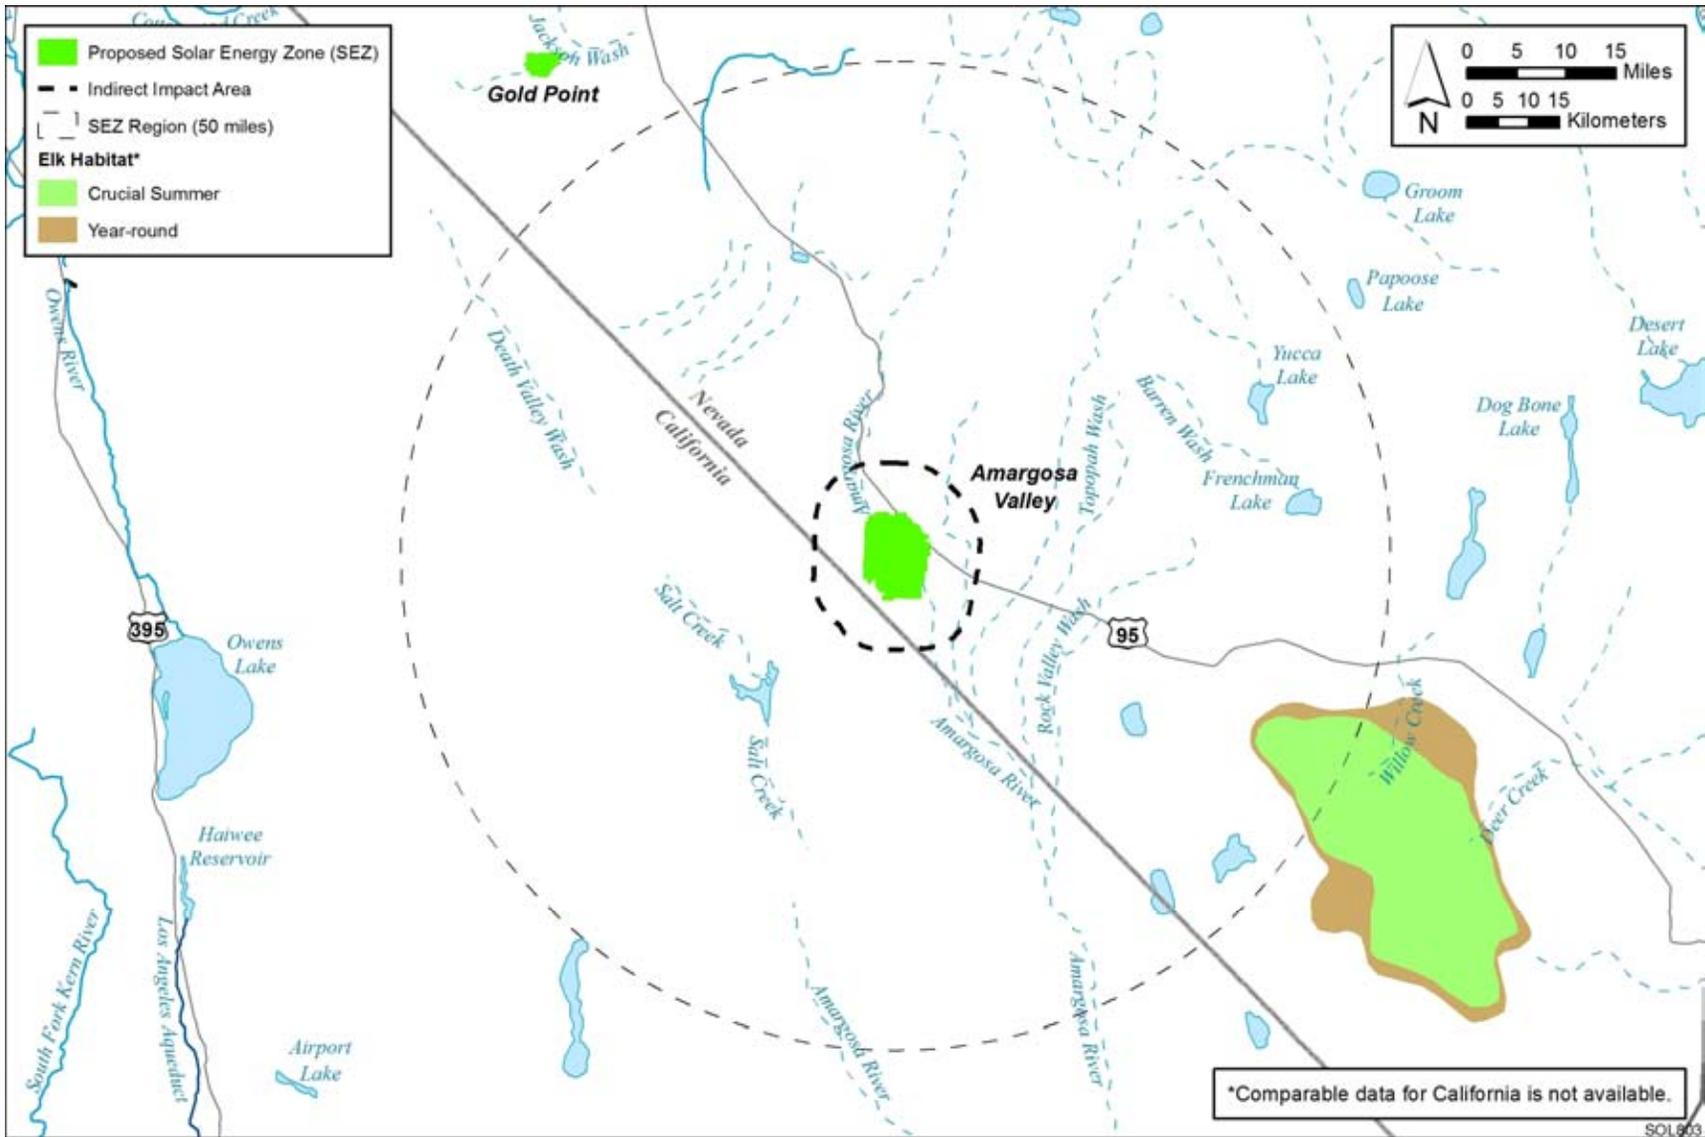 Jackson Wash
Proposed Solar Energy Zone (SEZ)
Indirect Impact Area
SEZ Region (50 miles)
Elk Habitat*
Crucial Summer
Year-round
Gold Point
0 5 10 15
Miles
0 5 10 15
Kilometers
N
Groom
Lake
Papoose
Lake
Desert
Lake
Owens River
Death Valley Wash
Nevada
California
Yucca
Lake
Barren Wash
Topopah Wash
Dog Bone
Lake
Frenchman
Lake
Amargosa
Valley
Amargosa River
395
95
Owens
Lake
Salt Creek
Rock Valley Wash
Salt Creek
Amargosa River
Willow Creek
Deer Creek
Haiwee
Reservoir
South Fork Kern River
Los Angeles Aqueduct
Airport
Lake
Amargosa River
Amargosa River
*Comparable data for California is not available.
SOL803